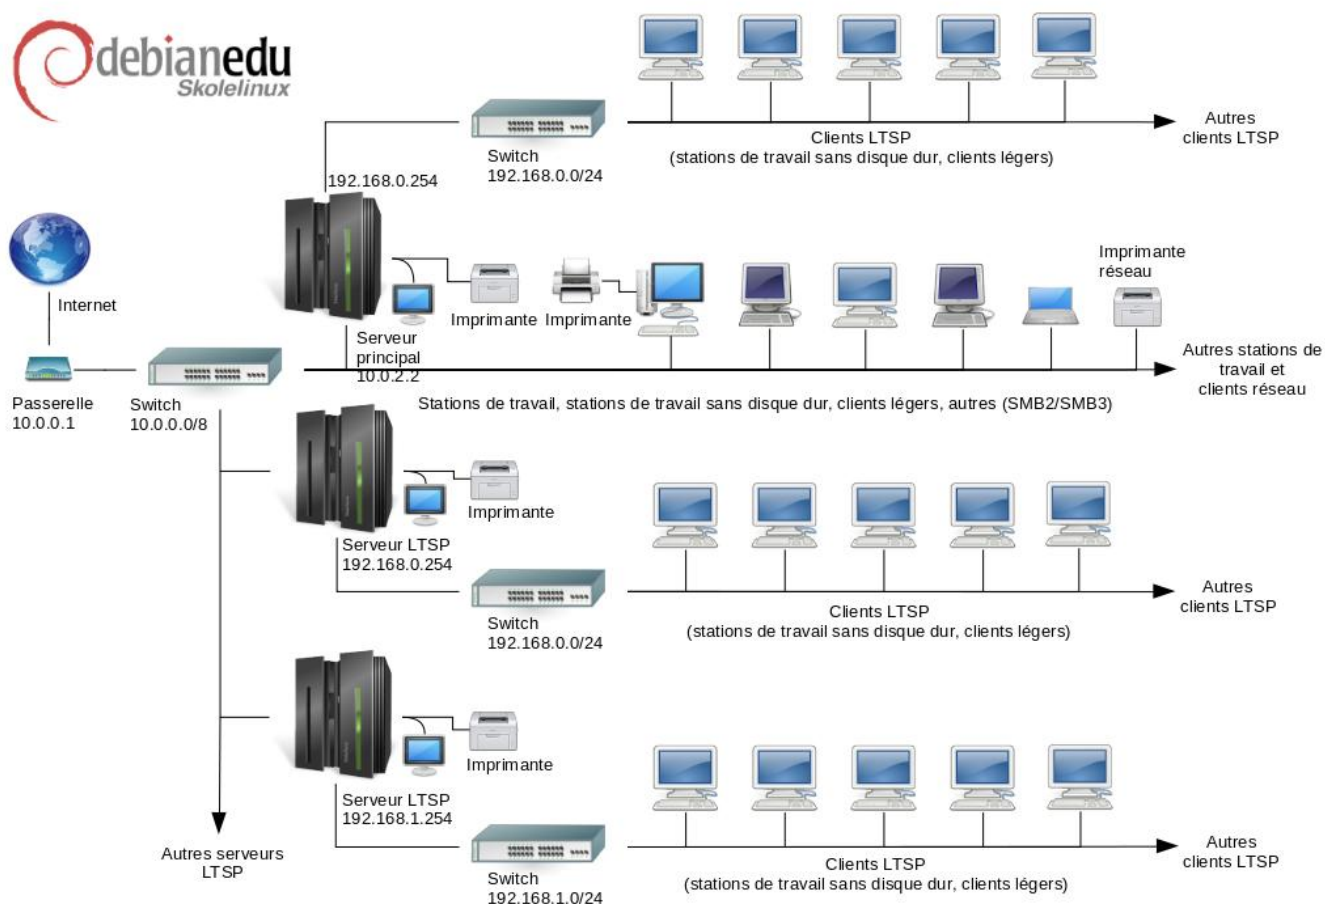 debianedu
Skolelinux
Switch
192.168.0.0/24
Clients LTSP
(stations de travail sans disque dur, clients légers)
Autres
clients LTSP
192.168.0.254
Internet
Passerelle
10.0.0.1
Switch
10.0.0.0/8
Serveur
principal
10.0.2.2
Imprimante
Imprimante
Imprimante
réseau
Autres stations de
travail et
clients réseau
Stations de travail, stations de travail sans disque dur, clients légers, autres (SMB2/SMB3)
Imprimante
Serveur LTSP
192.168.0.254
Switch
192.168.0.0/24
Clients LTSP
(stations de travail sans disque dur, clients légers)
Autres
clients LTSP
Imprimante
Serveur LTSP
192.168.1.254
Autres serveurs
LTSP
Switch
192.168.1.0/24
Clients LTSP
(stations de travail sans disque dur, clients légers)
Autres
clients LTSP